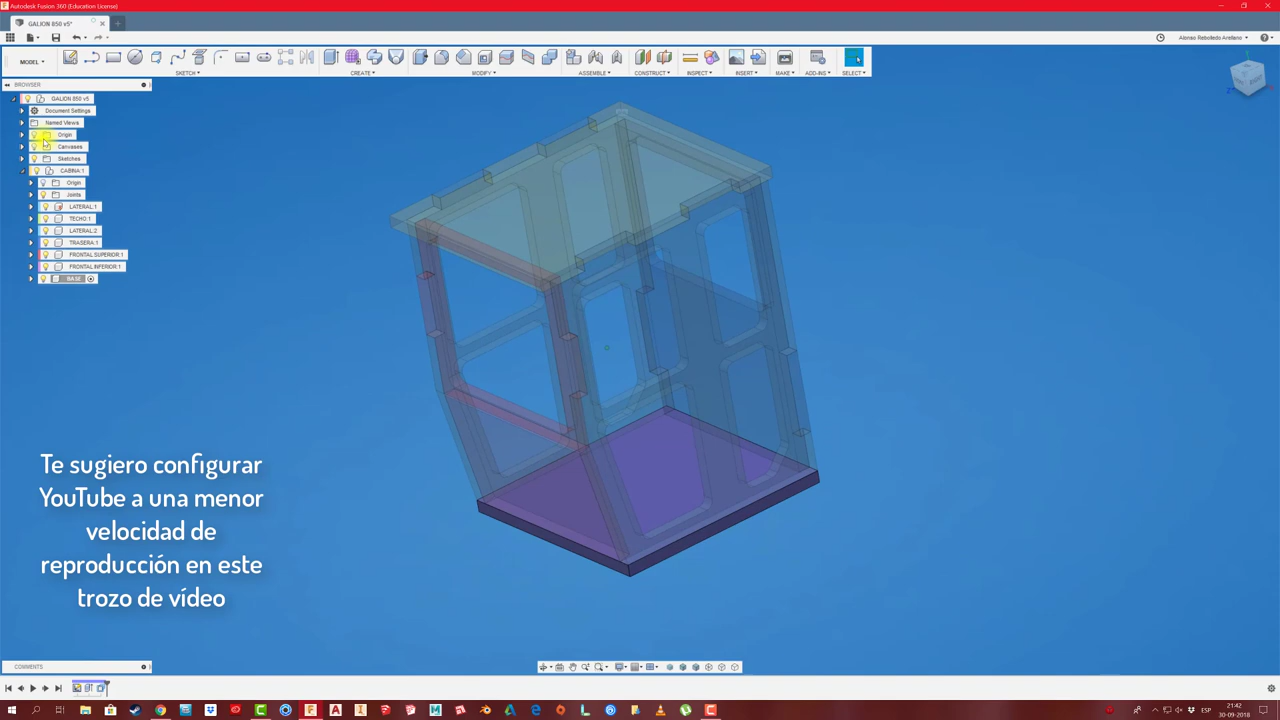 Autodesk Fusion 360 (Education License)
GALION 850 v5*
Alonso Rebolledo Arellano
MODEL
SKETCH
CREATE
MODIFY
ASSEMBLE
CONSTRUCT
INSPECT
INSERT
MAKE
ADD-INS
SELECT
BROWSER
GALION 850 v5
Document Settings
Named Views
Origin
Canvases
Sketches
CABINA:1
Origin
Joints
LATERAL:1
TECHO:1
LATERAL:2
TRASERA:1
FRONTAL SUPERIOR:1
FRONTAL INFERIOR:1
BASE
Te sugiero configurar
YouTube a una menor
velocidad de
reproducción en este
trozo de vídeo
COMMENTS
ESP
21:42
30-09-2018